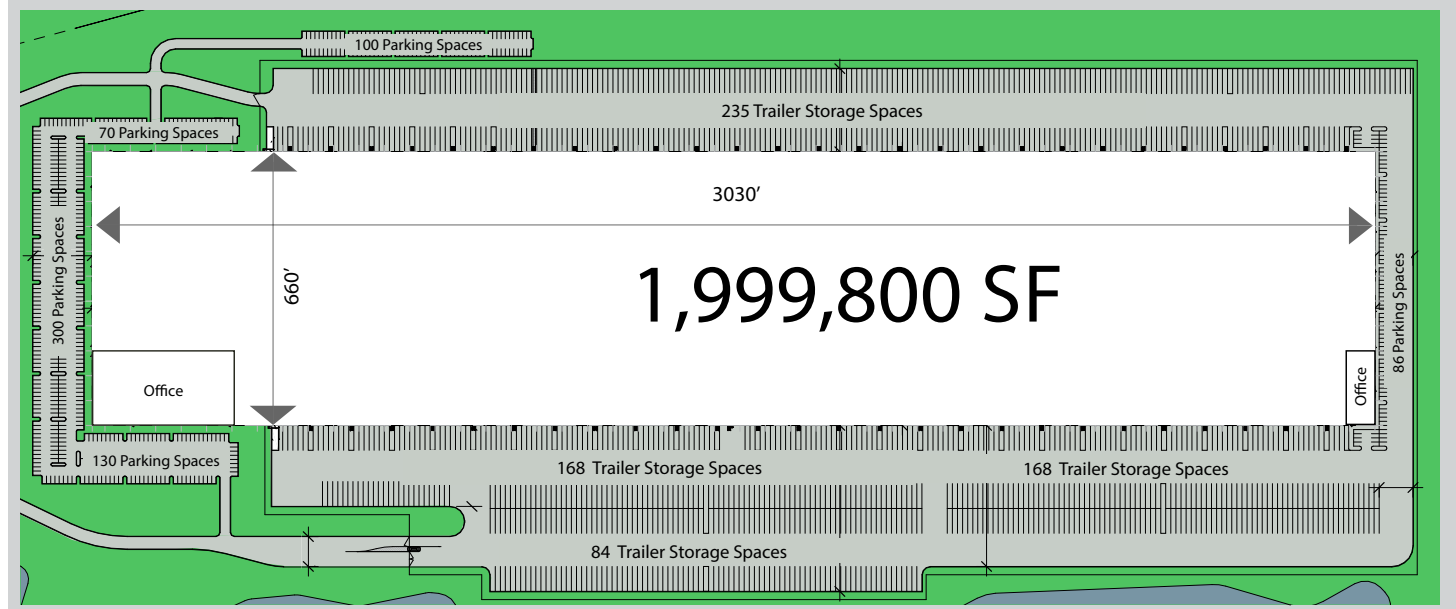 100 Parking Spaces
235 Trailer Storage Spaces
70 Parking Spaces
3030’
300 Parking Spaces
660’
1,999,800 SF
86 Parking Spaces
Office
Office
130 Parking Spaces
168 Trailer Storage Spaces
168 Trailer Storage Spaces
84 Trailer Storage Spaces